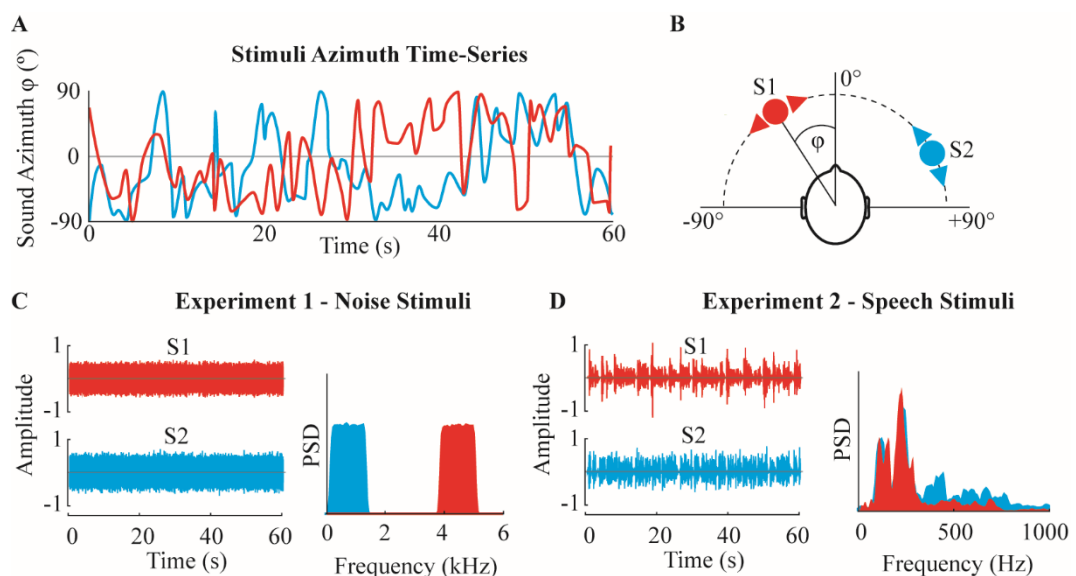 A
Stimuli Azimuth Time-Series
Sound Azimuth φ (º)
90
0
-90
0
20
40
60
Time (s)
B
0°
S1
φ
S2
-90°
+90°
C
Experiment 1 - Noise Stimuli
Amplitude
1
-1
S1
1
-1
S2
0
20
40
60
Time (s)
PSD
0
2
4
6
Frequency (kHz)
D
Experiment 2 - Speech Stimuli
Amplitude
1
-1
S1
1
-1
S2
0
20
40
60
Time (s)
PSD
0
500
1000
Frequency (Hz)